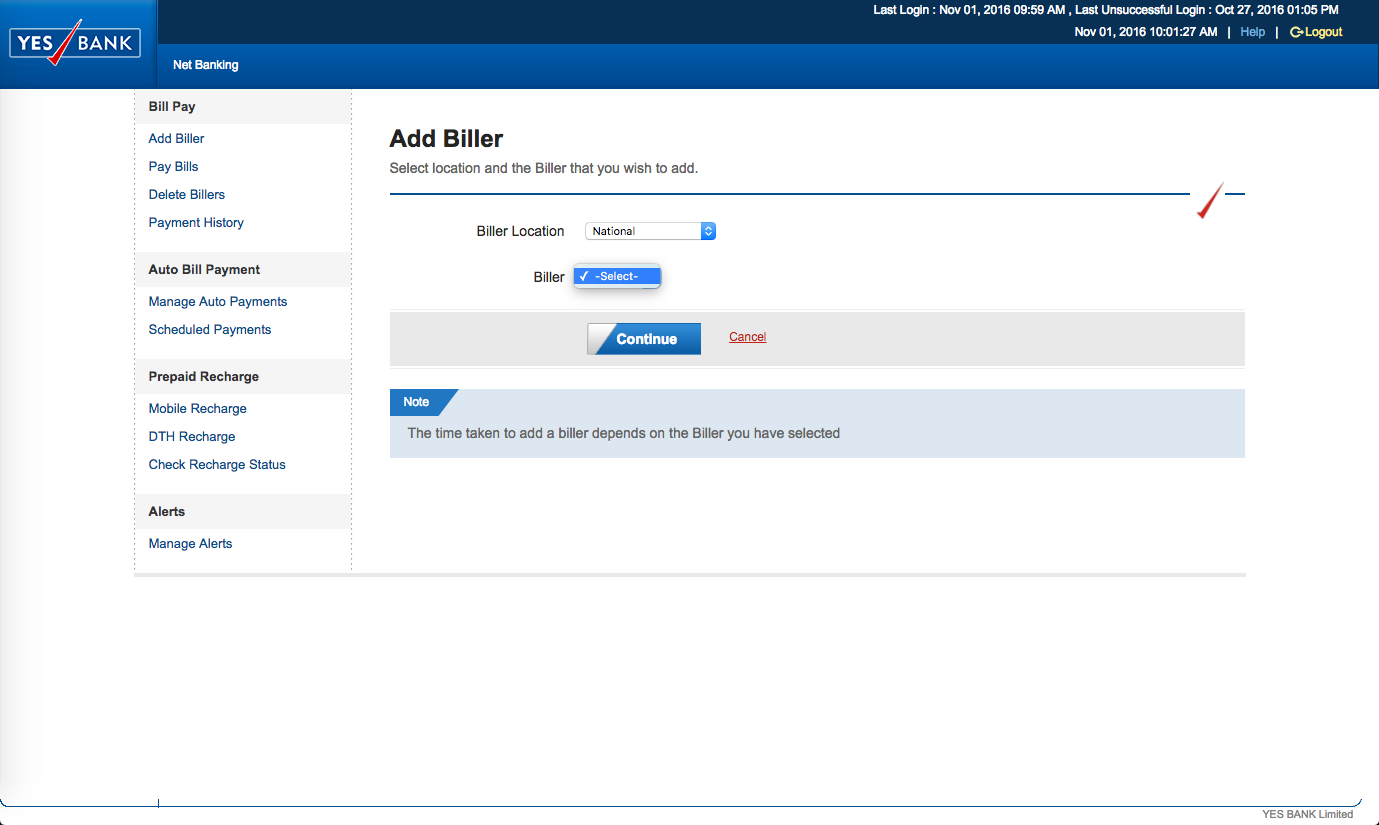 Last Login : Nov 01, 2016 09:59 AM , Last Unsuccessful Login : Oct 27, 2016 01:05 PM
Nov 01, 2016 10:01:27 AM | Help | Logout
YES BANK
Net Banking
Bill Pay
Add Biller
Pay Bills
Delete Billers
Payment History
Auto Bill Payment
Manage Auto Payments
Scheduled Payments
Prepaid Recharge
Mobile Recharge
DTH Recharge
Check Recharge Status
Alerts
Manage Alerts
Add Biller
Select location and the Biller that you wish to add.
Biller Location National
Biller ✓ -Select-
Continue Cancel
Note
The time taken to add a biller depends on the Biller you have selected
YES BANK Limited